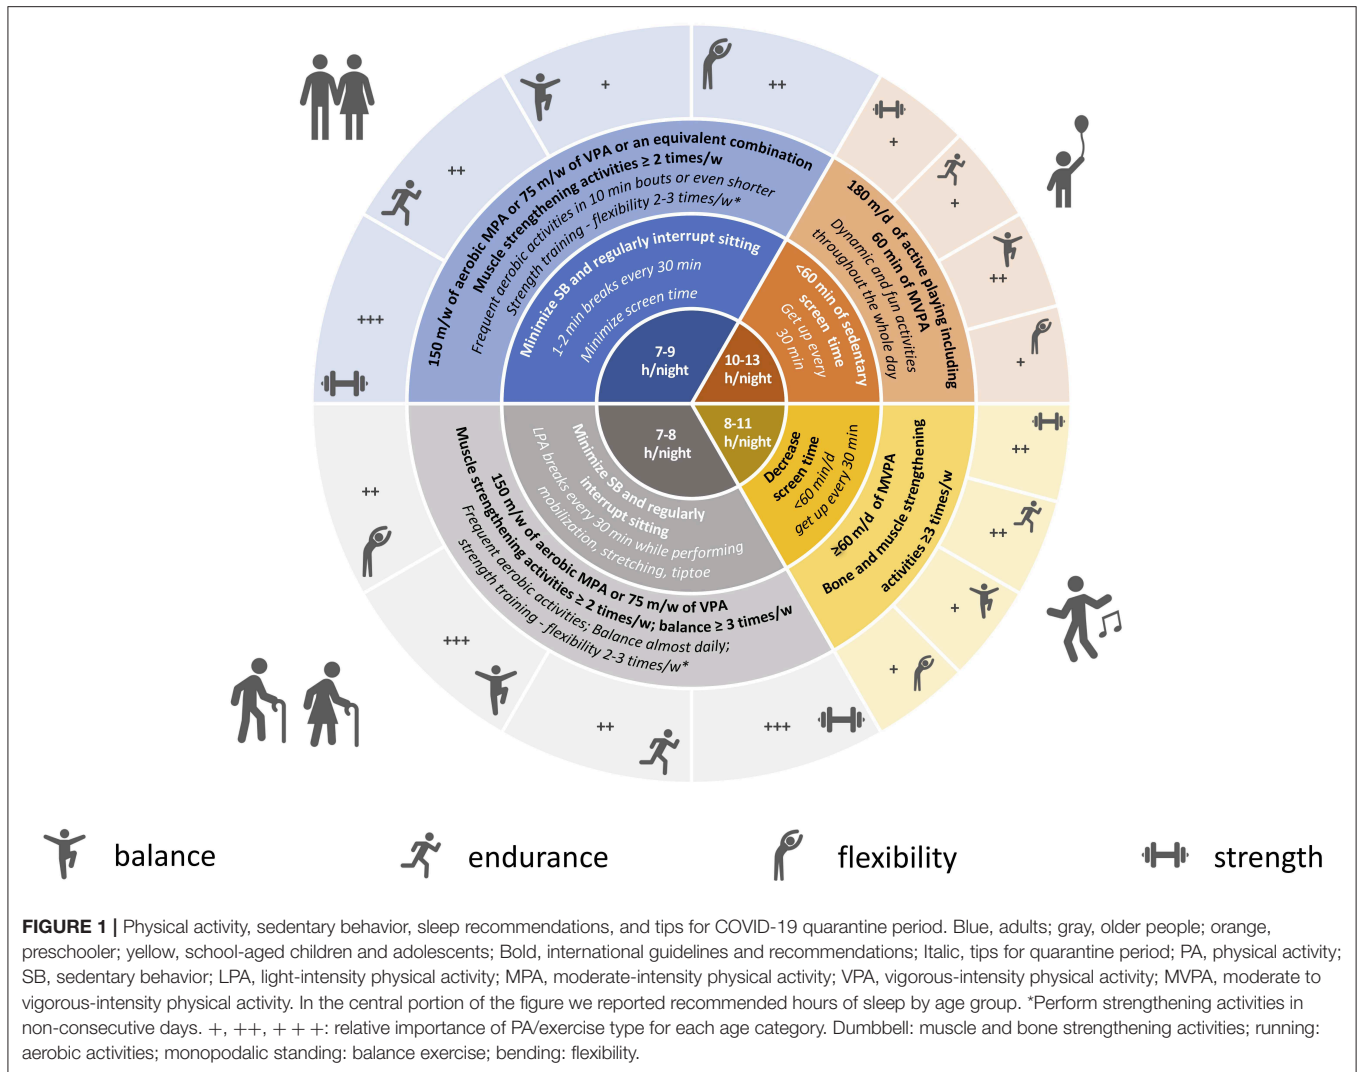 +
++
++
+++
150 m/w of aerobic MPA or 75 m/w of VPA or an equivalent combination
Muscle strengthening activities ≥ 2 times/w
Frequent aerobic activities in 10 min bouts or even shorter
Strength training - flexibility 2-3 times/w*
Minimize SB and regularly interrupt sitting
1-2 min breaks every 30 min
Minimize screen time
7-9
h/night
+
+
++
+
180 m/d of active playing including
60 min of MVPA
Dynamic and fun activities
throughout the whole day
<60 min of sedentary
screen time
Get up every
30 min
10-13
h/night
8-11
h/night
Decrease
screen time
<60 min/d
get up every 30 min
≥60 m/d of MVPA
Bone and muscle strengthening
activities ≥3 times/w
++
++
+
+
7-8
h/night
Minimize SB and regularly
interrupt sitting
LPA breaks every 30 min while performing
mobilization, stretching, tiptoe
150 m/w of aerobic MPA or 75 m/w of VPA
Muscle strengthening activities ≥ 2 times/w; balance ≥ 3 times/w
Frequent aerobic activities; Balance almost daily;
strength training - flexibility 2-3 times/w*
++
+++
++
+++
balance
endurance
flexibility
strength
FIGURE 1 | Physical activity, sedentary behavior, sleep recommendations, and tips for COVID-19 quarantine period. Blue, adults; gray, older people; orange,
preschooler; yellow, school-aged children and adolescents; Bold, international guidelines and recommendations; Italic, tips for quarantine period; PA, physical activity;
SB, sedentary behavior; LPA, light-intensity physical activity; MPA, moderate-intensity physical activity; VPA, vigorous-intensity physical activity; MVPA, moderate to
vigorous-intensity physical activity. In the central portion of the figure we reported recommended hours of sleep by age group. *Perform strengthening activities in
non-consecutive days. +, ++, + + +: relative importance of PA/exercise type for each age category. Dumbbell: muscle and bone strengthening activities; running:
aerobic activities; monopodalic standing: balance exercise; bending: flexibility.